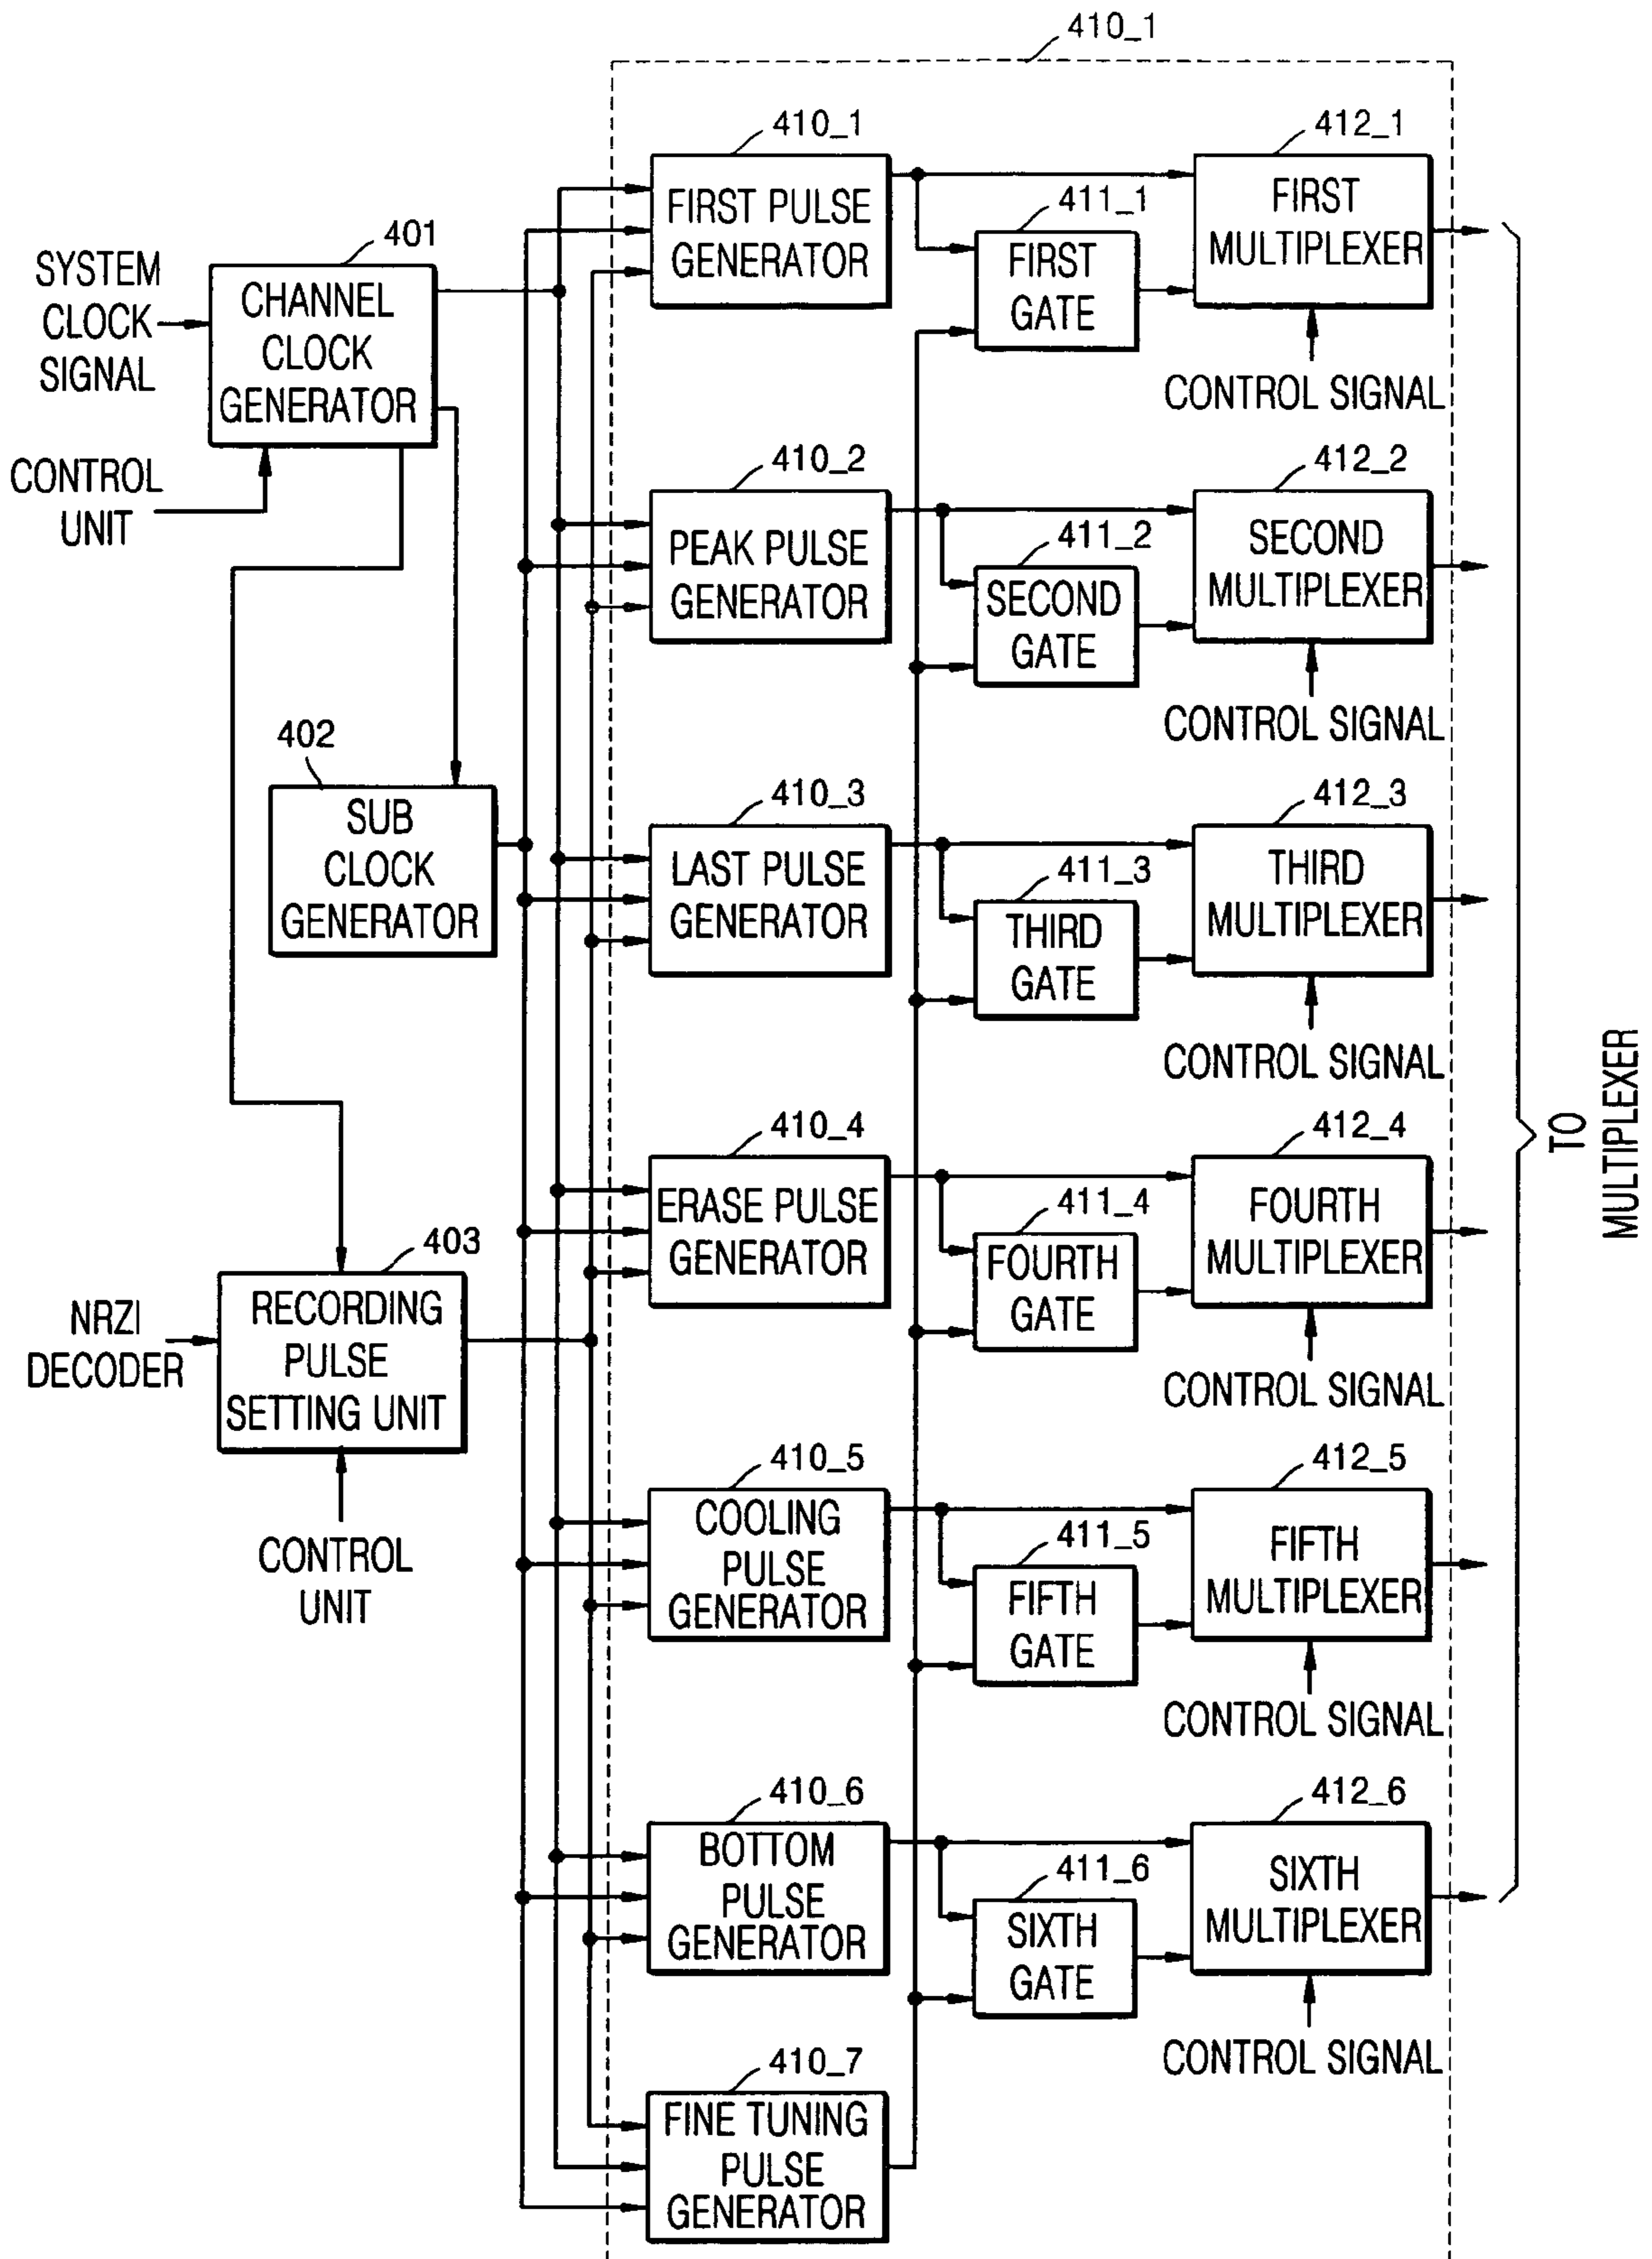 410_1
410_1
FIRST PULSE
GENERATOR
411_1
FIRST
GATE
412_1
FIRST
MULTIPLEXER
CONTROL SIGNAL
401
SYSTEM
CLOCK
SIGNAL
CHANNEL
CLOCK
GENERATOR
CONTROL
UNIT
410_2
PEAK PULSE
GENERATOR
411_2
SECOND
GATE
412_2
SECOND
MULTIPLEXER
CONTROL SIGNAL
402
SUB
CLOCK
GENERATOR
410_3
LAST PULSE
GENERATOR
411_3
THIRD
GATE
412_3
THIRD
MULTIPLEXER
CONTROL SIGNAL
TO
MULTIPLEXER
410_4
ERASE PULSE
GENERATOR
411_4
FOURTH
GATE
412_4
FOURTH
MULTIPLEXER
CONTROL SIGNAL
403
NRZI
DECODER
RECORDING
PULSE
SETTING UNIT
CONTROL
UNIT
410_5
COOLING
PULSE
GENERATOR
411_5
FIFTH
GATE
412_5
FIFTH
MULTIPLEXER
CONTROL SIGNAL
410_6
BOTTOM
PULSE
GENERATOR
411_6
SIXTH
GATE
412_6
SIXTH
MULTIPLEXER
CONTROL SIGNAL
410_7
FINE TUNING
PULSE
GENERATOR